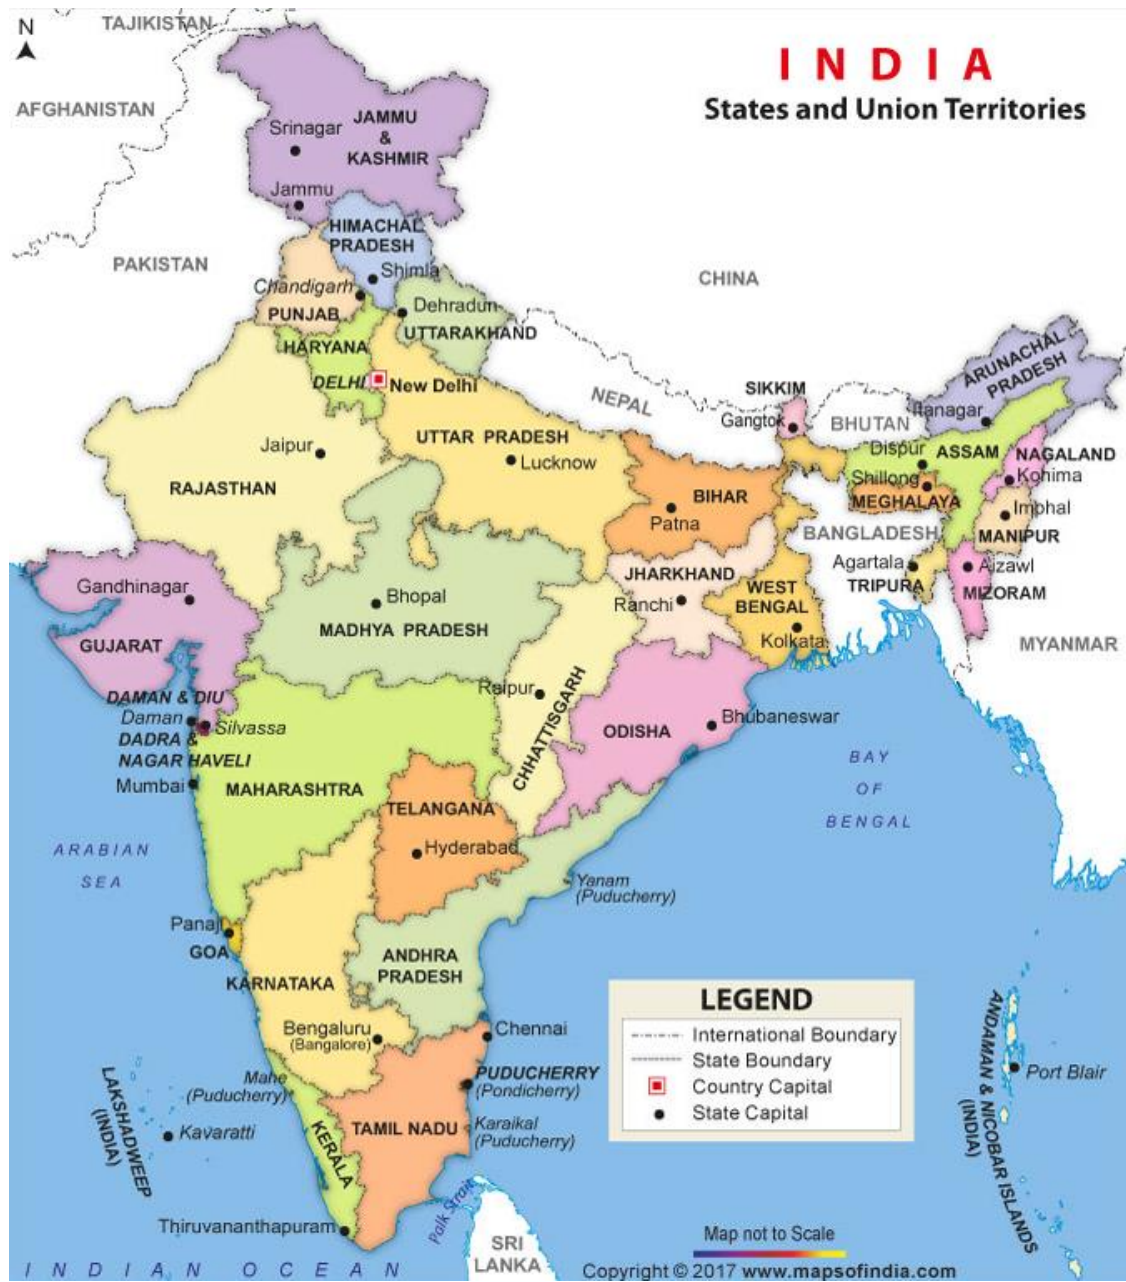 N
TAJIKISTAN
INDIA
States and Union Territories
AFGHANISTAN
JAMMU
&
KASHMIR
Srinagar
Jammu
HIMACHAL
PRADESH
PAKISTAN
Shimla
CHINA
Chandigarh
PUNJAB
Dehradun
UTTARAKHAND
HARYANA
DELHI
New Delhi
NEPAL
SIKKIM
Gangtok
BHUTAN
ARUNACHAL
PRADESH
Itanagar
UTTAR PRADESH
Lucknow
Jaipur
RAJASTHAN
Dispur
ASSAM
NAGALAND
Kohima
Shillong
MEGHALAYA
BIHAR
Patna
Imphal
MANIPUR
BANGLADESH
Agartala
TRIPURA
Aizawl
MIZORAM
JHARKHAND
Ranchi
WEST
BENGAL
Kolkata
MYANMAR
Gandhinagar
GUJARAT
Bhopal
MADHYA PRADESH
Raipur
CHHATTISGARH
DAMAN & DIU
Daman
Silvassa
DADRA &
NAGAR HAVELI
Mumbai
MAHARASHTRA
ODISHA
Bhubaneswar
BAY
OF
BENGAL
TELANGANA
Hyderabad
ARABIAN
SEA
Yanam
(Puducherry)
Panaji
GOA
KARNATAKA
ANDHRA
PRADESH
Bengaluru
(Bangalore)
Chennai
LEGEND
International Boundary
State Boundary
Country Capital
State Capital
ANDAMAN & NICOBAR ISLANDS
(INDIA)
Port Blair
Mahe
(Puducherry)
PUDUCHERRY
(Pondicherry)
LAKSHADWEEP
(INDIA)
Kavaratti
KERALA
TAMIL NADU
Karaikal
(Puducherry)
Thiruvananthapuram
Palk Strait
SRI
LANKA
Map not to Scale
INDIAN OCEAN
Copyright © 2017 www.mapsofindia.com